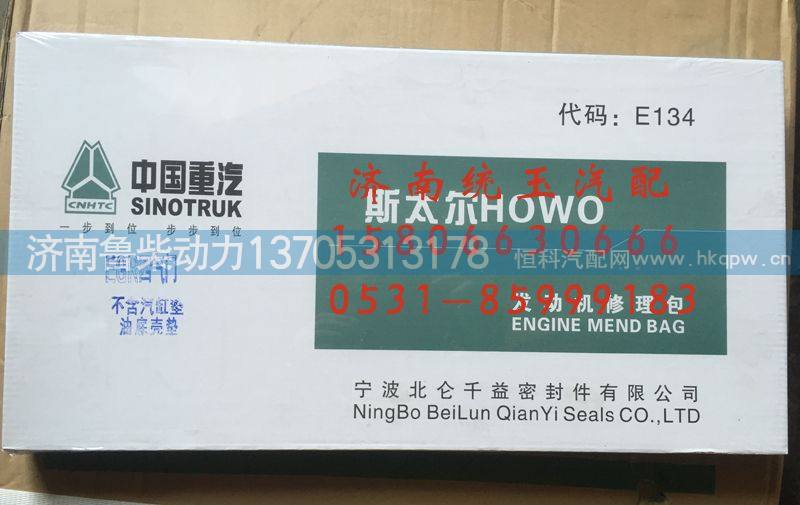 代码：E134
CNHTC
中国重汽
SINOTRUK
一步到位 步步到位
济南统玉汽配
斯太尔HOWO
15806630666
济南鲁柴动力13705313178
恒科汽配网www.hkqpw.cn
不含汽缸垫
油底壳垫
0531-85999183
发动机修理包
ENGINE MEND BAG
宁波北仑千益密封件有限公司
NingBo BeiLun QianYi Seals CO.,LTD